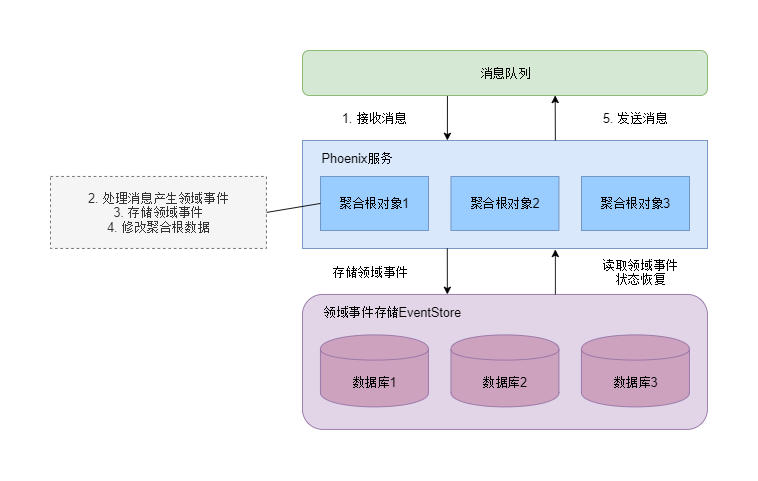 消息队列
1. 接收消息
5. 发送消息
Phoenix服务
聚合根对象1
聚合根对象2
聚合根对象3
2. 处理消息产生领域事件
3. 存储领域事件
4. 修改聚合根数据
存储领域事件
读取领域事件
状态恢复
领域事件存储EventStore
数据库1
数据库2
数据库3